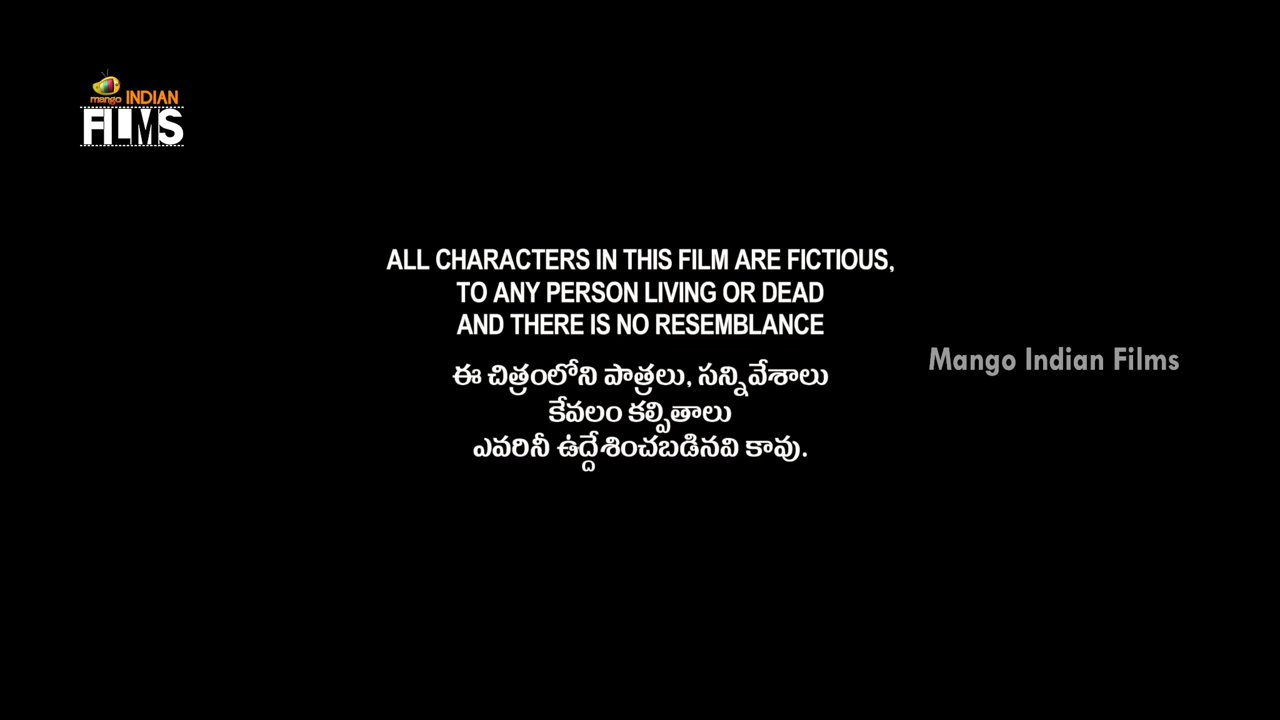 mango INDIAN
FILMS
ALL CHARACTERS IN THIS FILM ARE FICTIOUS,
TO ANY PERSON LIVING OR DEAD
AND THERE IS NO RESEMBLANCE
Mango Indian Films
ఈ చిత్రంలోని పాత్రలు, సన్నివేశాలు
కేవలం కల్పితాలు
ఎవరినీ ఉద్దేశించబడినవి కావు.